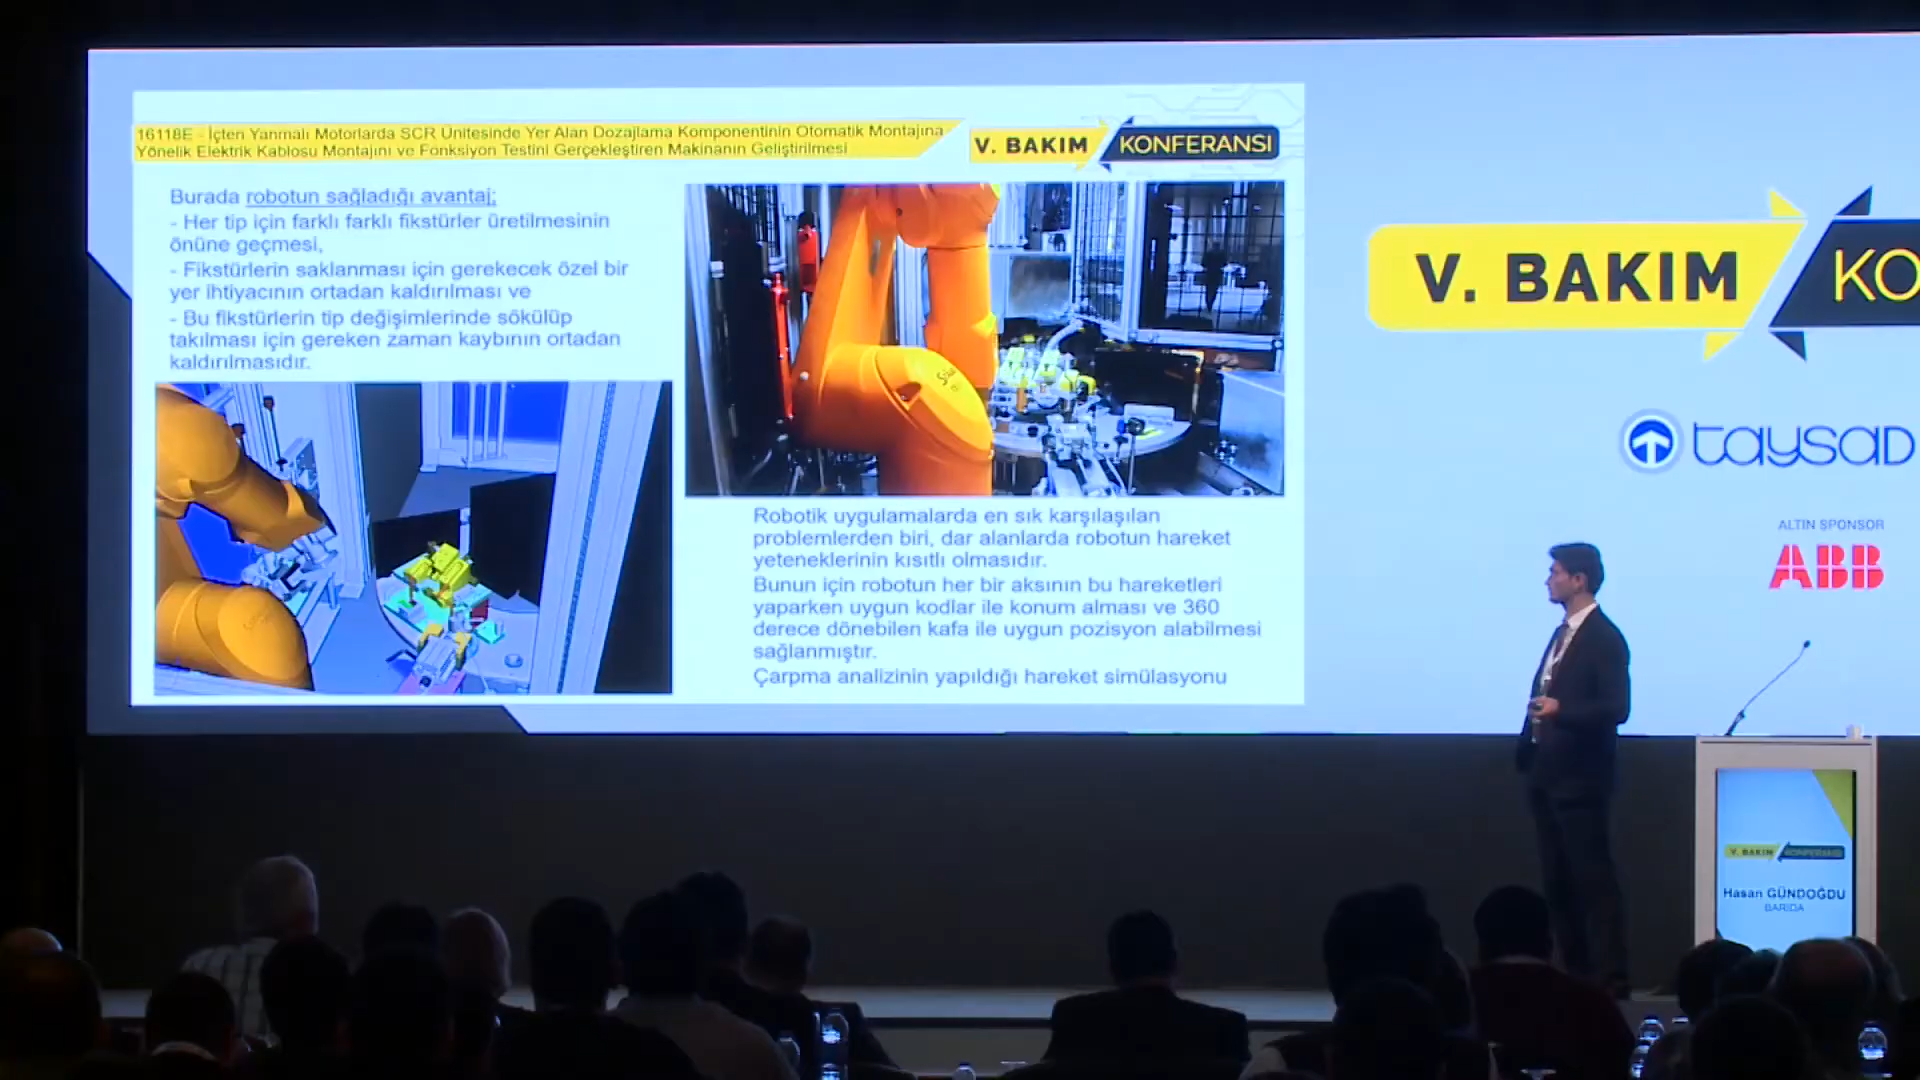 16118E - İçten Yanmalı Motorlarda SCR Ünitesinde Yer Alan Dozajlama Komponentinin Otomatik Montajına
Yönelik Elektrik Kablosu Montajını ve Fonksiyon Testini Gerçekleştiren Makinanın Geliştirilmesi
V. BAKIM KONFERANSI
Burada robotun sağladığı avantaj;
- Her tip için farklı farklı fikstürler üretilmesinin
önüne geçmesi,
- Fikstürlerin saklanması için gerekecek özel bir
yer ihtiyacının ortadan kaldırılması ve
- Bu fikstürlerin tip değişimlerinde sökülüp
takılması için gereken zaman kaybının ortadan
kaldırılmasıdır.
Robotik uygulamalarda en sık karşılaşılan
problemlerden biri, dar alanlarda robotun hareket
yeteneklerinin kısıtlı olmasıdır.
Bunun için robotun her bir aksının bu hareketleri
yaparken uygun kodlar ile konum alması ve 360
derece dönebilen kafa ile uygun pozisyon alabilmesi
sağlanmıştır.
Çarpma analizinin yapıldığı hareket simülasyonu
V. BAKIM KO
taysad
ALTIN SPONSOR
ABB
V. BAKIM KONFERANSI
Hasan GÜNDOĞDU
BARIDA